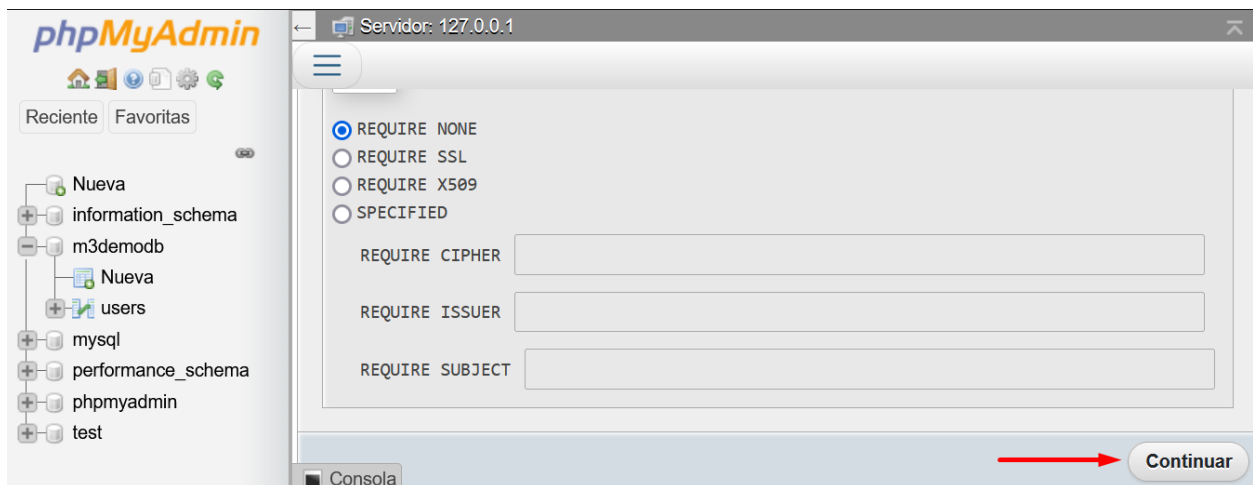 phpMyAdmin
Reciente Favoritas
Nueva
information_schema
m3demodb
Nueva
users
mysql
performance_schema
phpmyadmin
test
Servidor: 127.0.0.1
REQUIRE NONE
REQUIRE SSL
REQUIRE X509
SPECIFIED
REQUIRE CIPHER
REQUIRE ISSUER
REQUIRE SUBJECT
Continuar
Consola